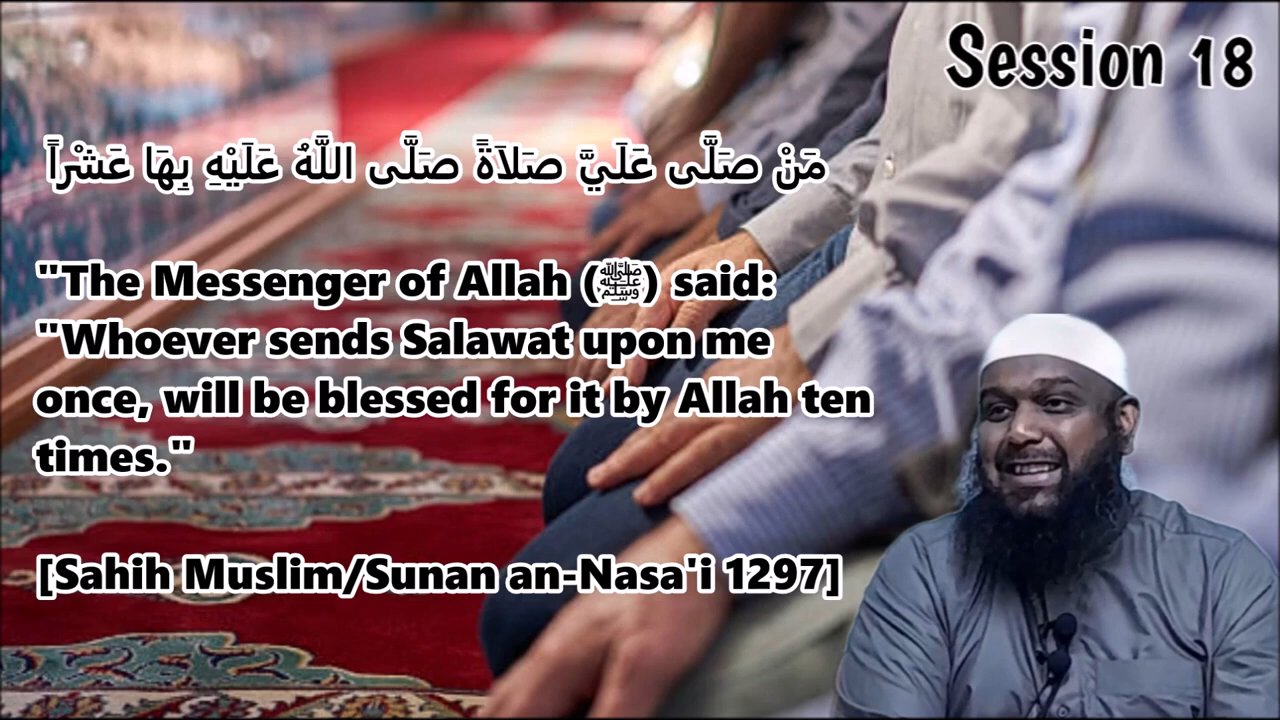 Session 18
مَنْ صَلَّى عَلَيَّ صَلاَةً صَلَّى اللَّهُ عَلَيْهِ بِهَا عَشْراً
"The Messenger of Allah (ﷺ) said:
"Whoever sends Salawat upon me
once, will be blessed for it by Allah ten
times."
[Sahih Muslim/Sunan an-Nasa'i 1297]